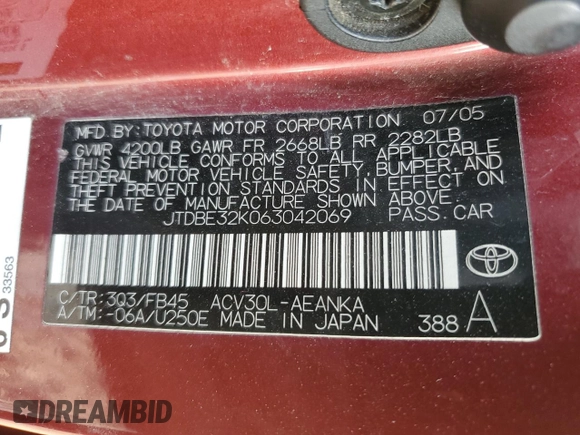 MFD. BY TOYOTA MOTOR CORPORATION 07/05
GVWR 4200LB GAWR FR 2668LB RR 2282LB
THIS VEHICLE CONFORMS TO ALL APPLICABLE
FEDERAL MOTOR VEHICLE SAFETY, BUMPER, AND
THEFT PREVENTION STANDARDS IN EFFECT ON
THE DATE OF MANUFACTURE SHOWN ABOVE.
JTDBE32K063042069 PASS.CAR
C/TR:3Q3/FB45 ACV30L-AEANKA
A/TM:-06A/U250E MADE IN JAPAN 388 A
33563
DREAMBID